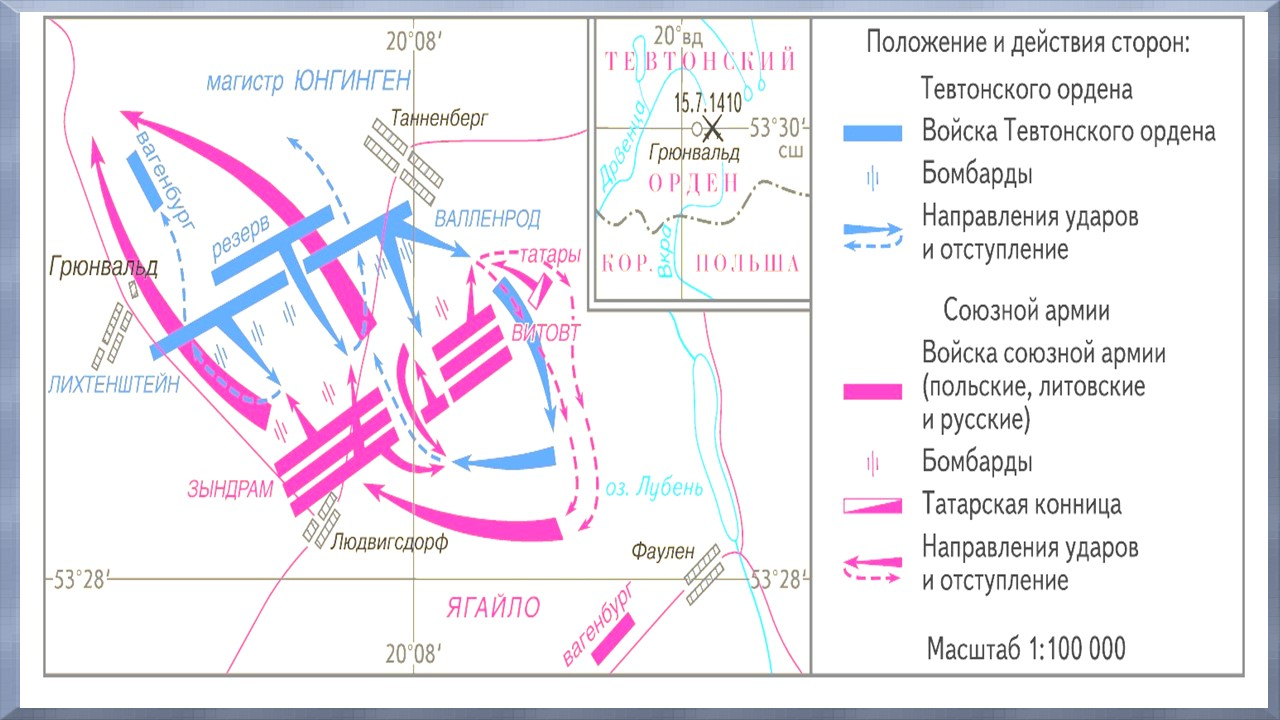 20°08′
магистр ЮНГИНГЕН
Танненберг
вагенбург
резерв
ВАЛЛЕНРОД
татары
Грюнвальд
ВИТОВТ
ЛИХТЕНШТЕЙН
ЗЫНДРАМ
оз. Лубень
Людвигсдорф
Фаулен
53°28′
53°28′
ЯГАЙЛО
вагенбург
20°08′
20°вд
ТЕВТОНСКИЙ
15.7.1410
53°30′
сш
Дрвенца
Грюнвальд
ОРДЕН
Вкра
КОР. ПОЛЬША
Положение и действия сторон:
Тевтонского ордена
Войска Тевтонского ордена
Бомбарды
Направления ударов
и отступление
Союзной армии
Войска союзной армии
(польские, литовские
и русские)
Бомбарды
Татарская конница
Направления ударов
и отступление
Масштаб 1:100 000